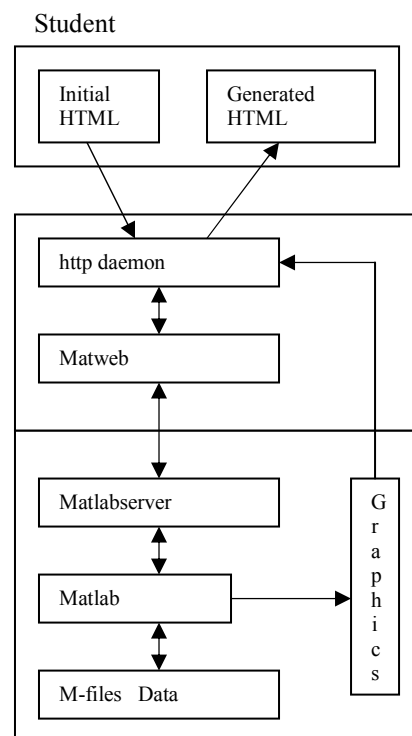 Student
Initial
HTML
Generated
HTML
http daemon
Matweb
Matlabserver
Matlab
M-files Data
G
r
a
p
h
i
c
s